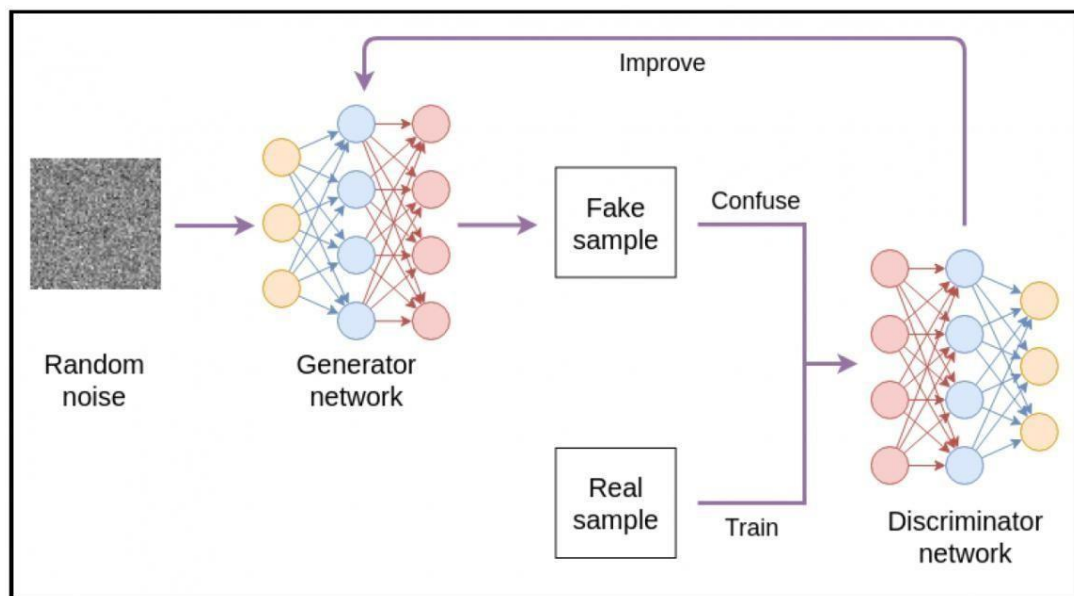 Improve
Random
noise
Generator
network
Fake
sample
Confuse
Real
sample
Train
Discriminator
network